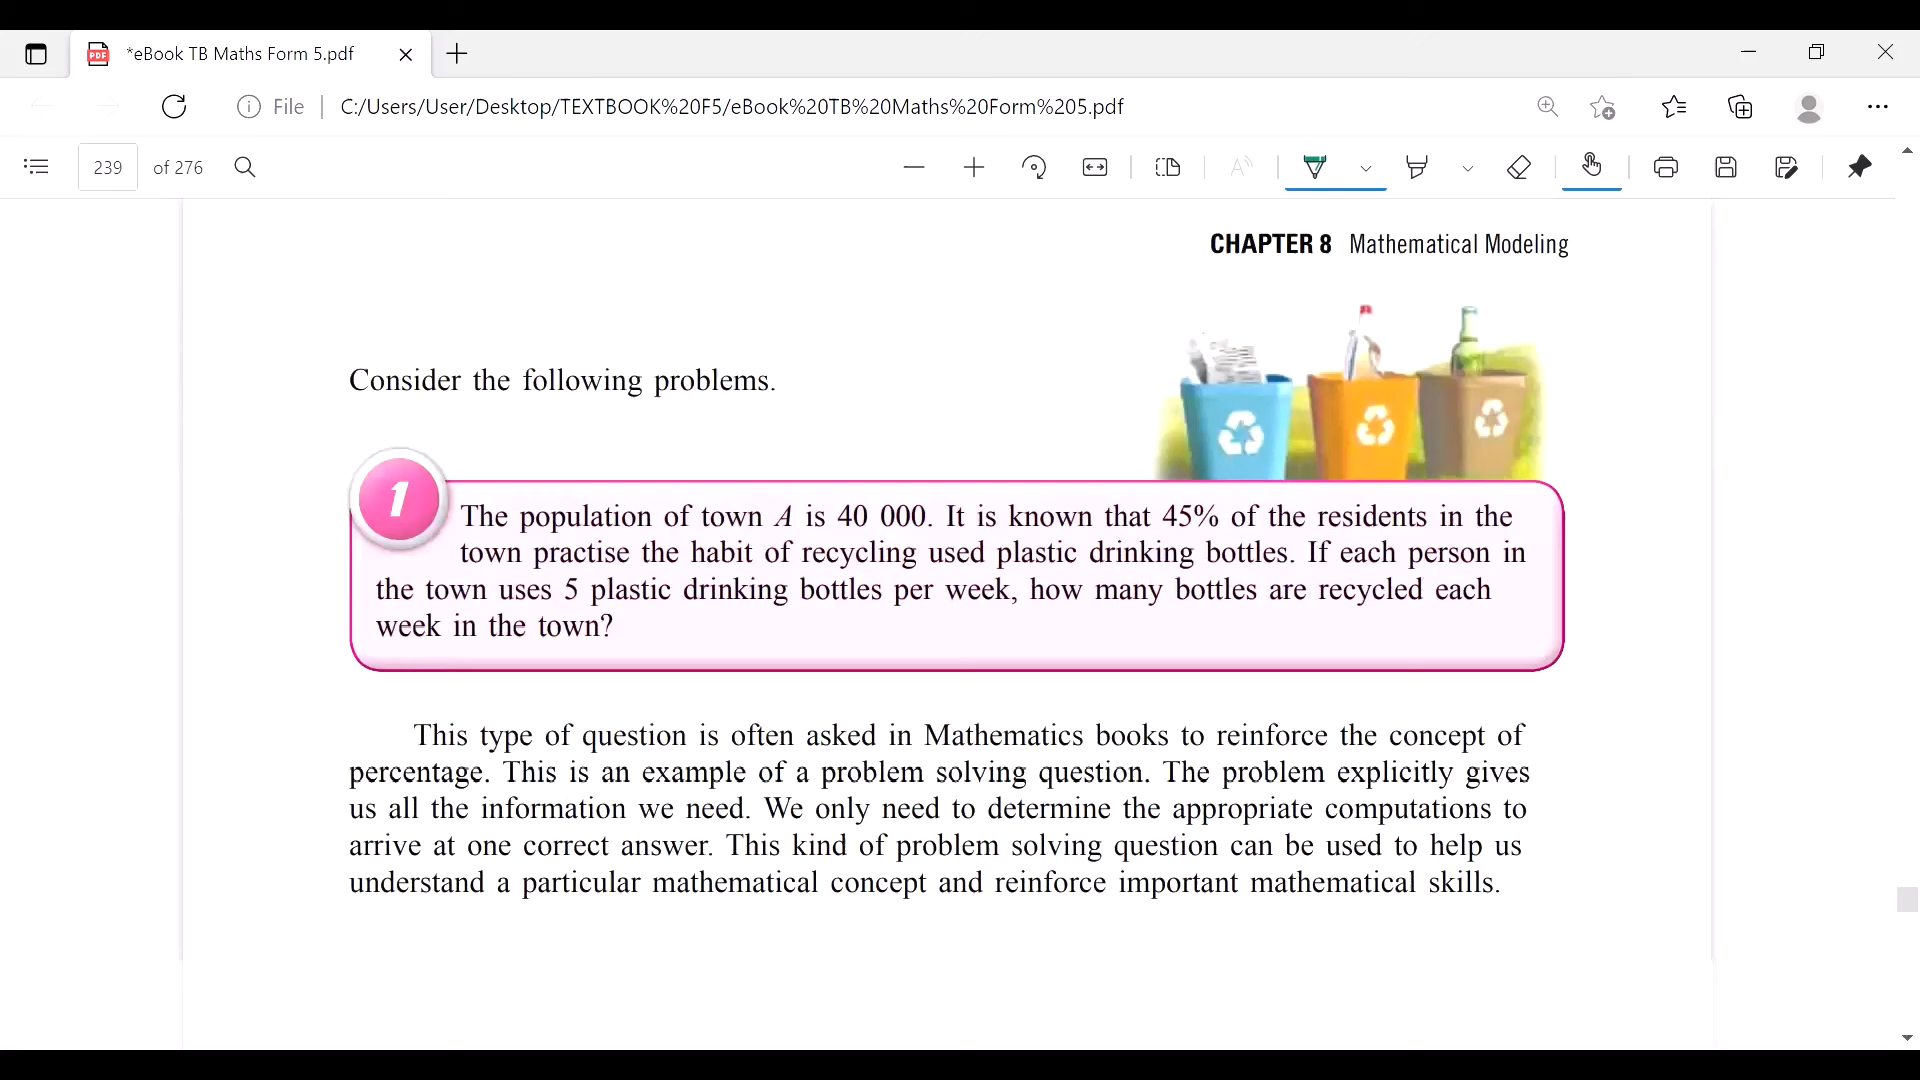 *eBook TB Maths Form 5.pdf
File
C:/Users/User/Desktop/TEXTBOOK%20F5/eBook%20TB%20Maths%20Form%205.pdf
239 of 276
CHAPTER 8 Mathematical Modeling
Consider the following problems.
1
The population of town A is 40 000. It is known that 45% of the residents in the
town practise the habit of recycling used plastic drinking bottles. If each person in
the town uses 5 plastic drinking bottles per week, how many bottles are recycled each
week in the town?
This type of question is often asked in Mathematics books to reinforce the concept of
percentage. This is an example of a problem solving question. The problem explicitly gives
us all the information we need. We only need to determine the appropriate computations to
arrive at one correct answer. This kind of problem solving question can be used to help us
understand a particular mathematical concept and reinforce important mathematical skills.